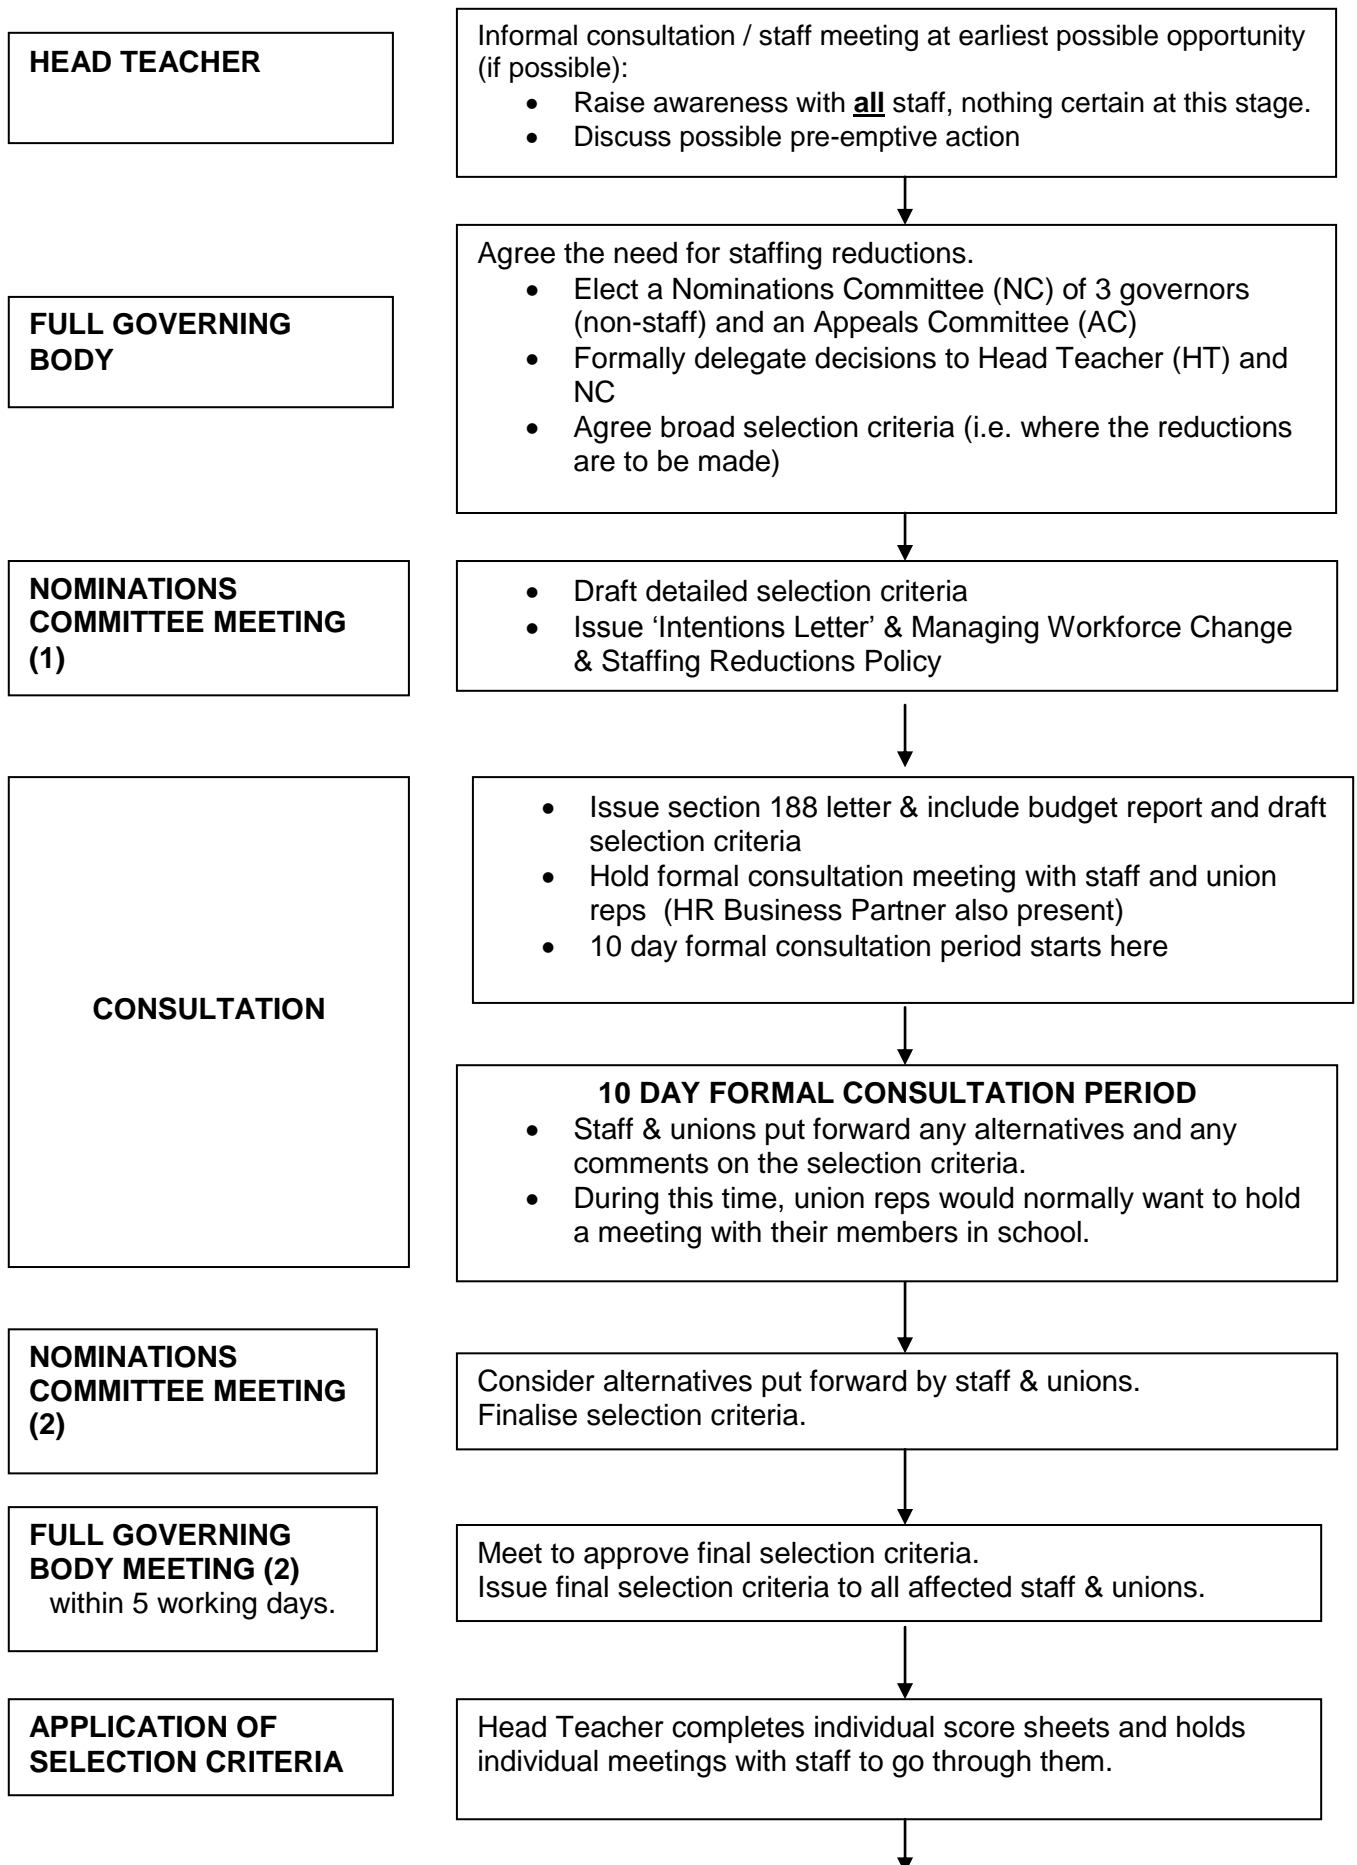 HEAD TEACHER
Informal consultation / staff meeting at earliest possible opportunity
(if possible):
• Raise awareness with all staff, nothing certain at this stage.
• Discuss possible pre-emptive action
FULL GOVERNING
BODY
Agree the need for staffing reductions.
• Elect a Nominations Committee (NC) of 3 governors
(non-staff) and an Appeals Committee (AC)
• Formally delegate decisions to Head Teacher (HT) and
NC
• Agree broad selection criteria (i.e. where the reductions
are to be made)
NOMINATIONS
COMMITTEE MEETING
(1)
• Draft detailed selection criteria
• Issue ‘Intentions Letter’ & Managing Workforce Change
& Staffing Reductions Policy
CONSULTATION
• Issue section 188 letter & include budget report and draft
selection criteria
• Hold formal consultation meeting with staff and union
reps (HR Business Partner also present)
• 10 day formal consultation period starts here
10 DAY FORMAL CONSULTATION PERIOD
• Staff & unions put forward any alternatives and any
comments on the selection criteria.
• During this time, union reps would normally want to hold
a meeting with their members in school.
NOMINATIONS
COMMITTEE MEETING
(2)
Consider alternatives put forward by staff & unions.
Finalise selection criteria.
FULL GOVERNING
BODY MEETING (2)
within 5 working days.
Meet to approve final selection criteria.
Issue final selection criteria to all affected staff & unions.
APPLICATION OF
SELECTION CRITERIA
Head Teacher completes individual score sheets and holds
individual meetings with staff to go through them.